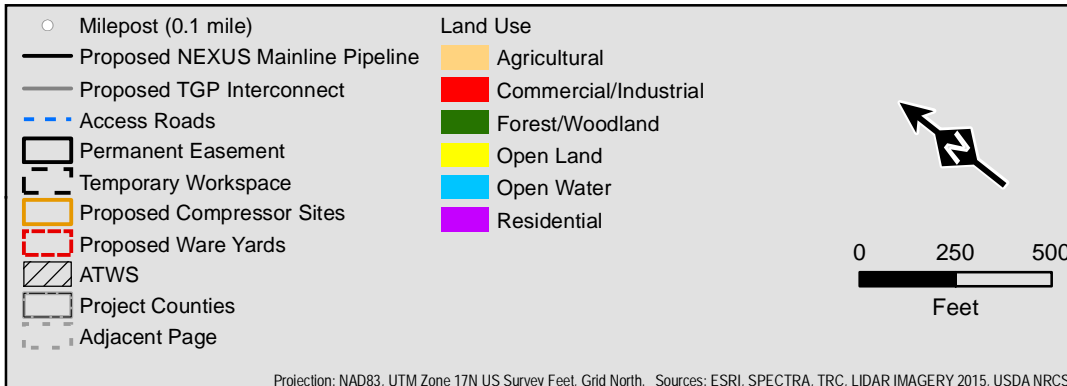 Milepost (0.1 mile)
Proposed NEXUS Mainline Pipeline
Proposed TGP Interconnect
Access Roads
Permanent Easement
Temporary Workspace
Proposed Compressor Sites
Proposed Ware Yards
ATWS
Project Counties
Adjacent Page
Land Use
Agricultural
Commercial/Industrial
Forest/Woodland
Open Land
Open Water
Residential
N
0 250 500
Feet
Projection: NAD83, UTM Zone 17N US Survey Feet, Grid North. Sources: ESRI, SPECTRA, TRC, LIDAR IMAGERY 2015, USDA NRCS